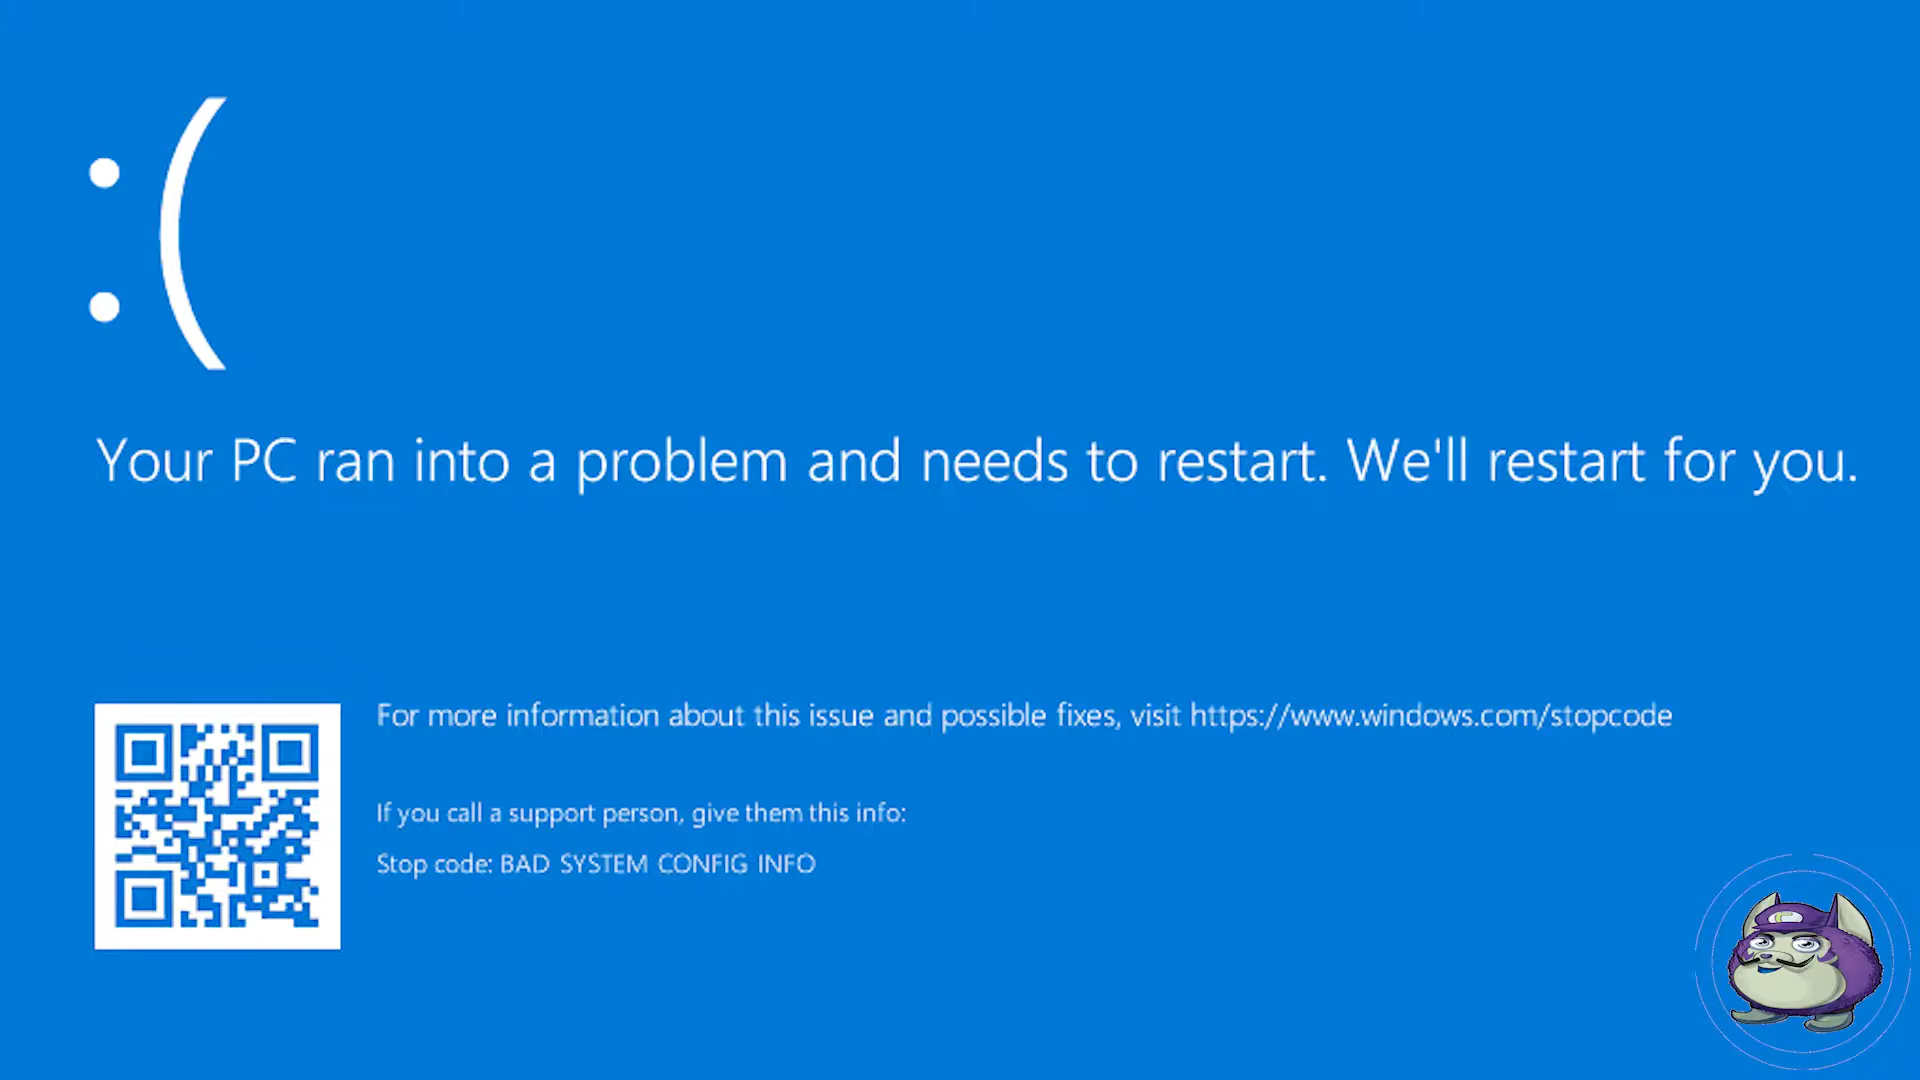 :(
Your PC ran into a problem and needs to restart. We'll restart for you.
For more information about this issue and possible fixes, visit https://www.windows.com/stopcode
If you call a support person, give them this info:
Stop code: BAD SYSTEM CONFIG INFO
C